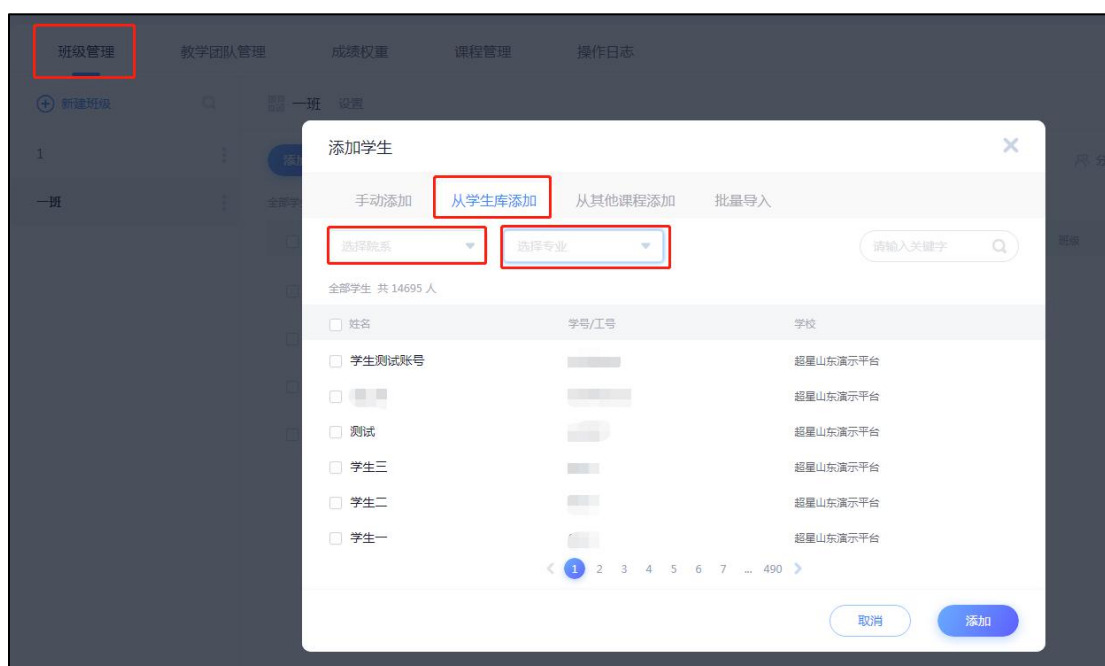 班级管理 教学团队管理 成绩权重 课程管理 操作日志
新建班级 一班 设置
添加学生
1
一班
手动添加 从学生库添加 从其他课程添加 批量导入
选择院系 选择专业 请输入关键字
班级
全部学生 共 14695 人
姓名 学号/工号 学校
学生测试账号 超星山东演示平台
超星山东演示平台
测试 超星山东演示平台
学生三 超星山东演示平台
学生二 超星山东演示平台
学生一 超星山东演示平台
1 2 3 4 5 6 7 ... 490
取消 添加